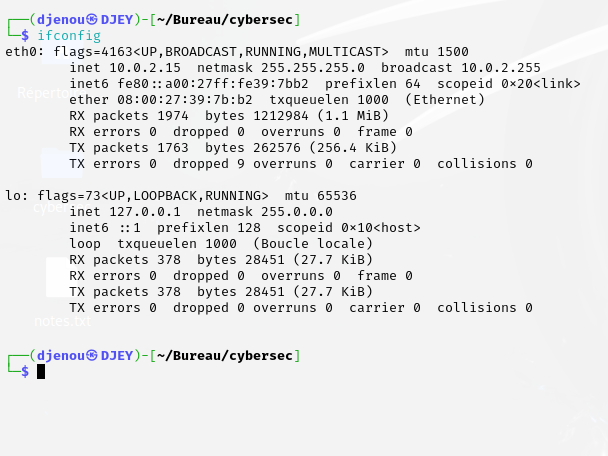 ┌──(djenou㉿DJEY)-[~/Bureau/cybersec]
└─$ ifconfig
eth0: flags=4163<UP,BROADCAST,RUNNING,MULTICAST>  mtu 1500
        inet 10.0.2.15  netmask 255.255.255.0  broadcast 10.0.2.255
        inet6 fe80::a00:27ff:fe39:7bb2  prefixlen 64  scopeid 0x20<link>
        ether 08:00:27:39:7b:b2  txqueuelen 1000  (Ethernet)
        RX packets 1974  bytes 1212984 (1.1 MiB)
        RX errors 0  dropped 0  overruns 0  frame 0
        TX packets 1763  bytes 262576 (256.4 KiB)
        TX errors 0  dropped 9 overruns 0  carrier 0  collisions 0
lo: flags=73<UP,LOOPBACK,RUNNING>  mtu 65536
        inet 127.0.0.1  netmask 255.0.0.0
        inet6 ::1  prefixlen 128  scopeid 0x10<host>
        loop  txqueuelen 1000  (Boucle locale)
        RX packets 378  bytes 28451 (27.7 KiB)
        RX errors 0  dropped 0  overruns 0  frame 0
        TX packets 378  bytes 28451 (27.7 KiB)
        TX errors 0  dropped 0 overruns 0  carrier 0  collisions 0
notes.txt
┌──(djenou㉿DJEY)-[~/Bureau/cybersec]
└─$